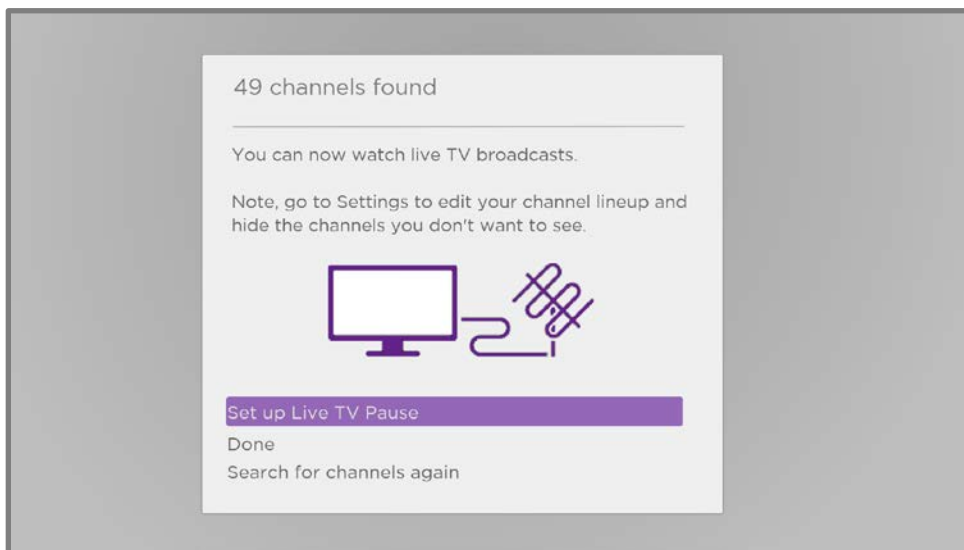 49 channels found
You can now watch live TV broadcasts.
Note, go to Settings to edit your channel lineup and
hide the channels you don't want to see.
Set up Live TV Pause
Done
Search for channels again